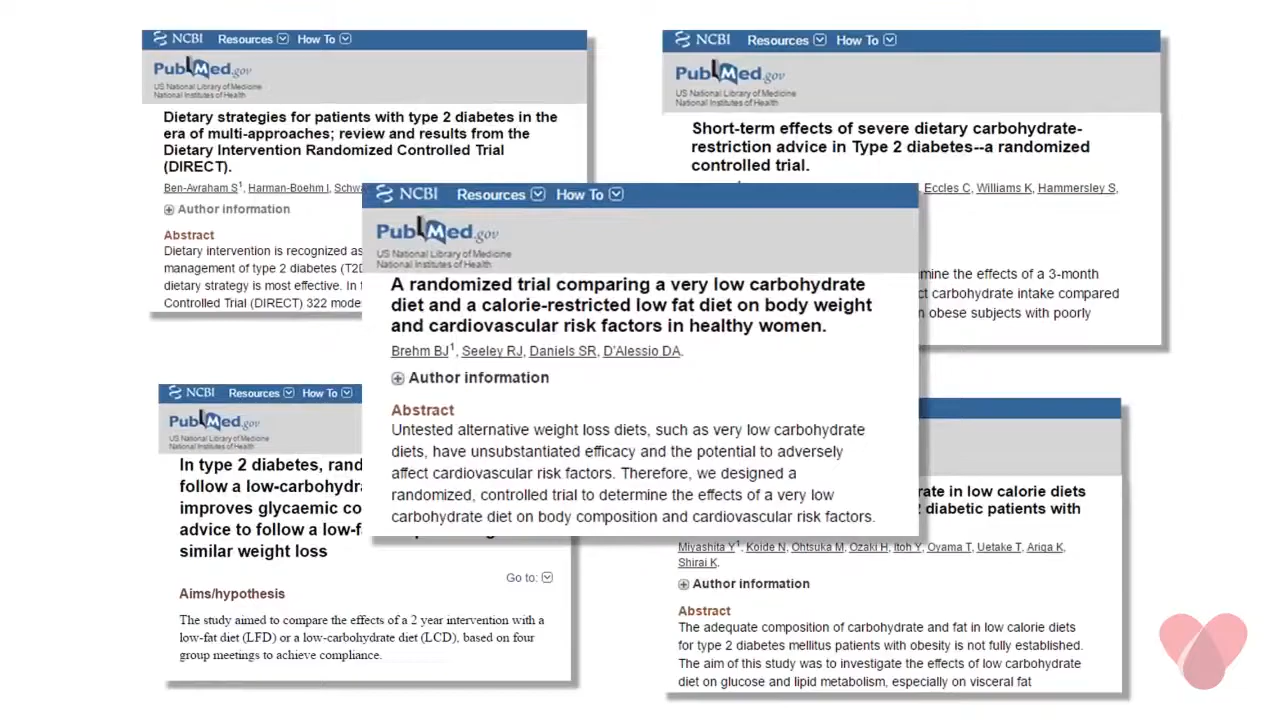 NCBI Resources How To
PubMed.gov
US National Library of Medicine
National Institutes of Health
Dietary strategies for patients with type 2 diabetes in the
era of multi-approaches; review and results from the
Dietary Intervention Randomized Controlled Trial
(DIRECT).
Ben-Avraham S1, Harman-Boehm I,
Author information
Abstract
Dietary intervention is recognized as
management of type 2 diabetes
dietary strategy is most effective. In
Controlled Trial (DIRECT) 322
NCBI Resources How To
PubMed.gov
US National Library of Medicine
National Institutes of Health
Short-term effects of severe dietary carbohydrate-
restriction advice in Type 2 diabetes--a randomized
controlled trial.
Eccles C, Williams K, Hammersley S,
the effects of a 3-month
carbohydrate intake compared
obese subjects with poorly
NCBI Resources How To
PubMed.gov
US National Library of Medicine
National Institutes of Health
A randomized trial comparing a very low carbohydrate
diet and a calorie-restricted low fat diet on body weight
and cardiovascular risk factors in healthy women.
Brehm BJ1, Seeley RJ, Daniels SR, D'Alessio DA.
Author information
Abstract
Untested alternative weight loss diets, such as very low carbohydrate
diets, have unsubstantiated efficacy and the potential to adversely
affect cardiovascular risk factors. Therefore, we designed a
randomized, controlled trial to determine the effects of a very low
carbohydrate diet on body composition and cardiovascular risk factors.
NCBI Resources How To
PubMed.gov
US National Library of Medicine
National Institutes of Health
In type 2 diabetes,
follow a
improves glycaemic
advice to follow a
similar weight loss
Go to:
Aims/hypothesis
The study aimed to compare the effects of a 2 year intervention with a
low-fat diet (LFD) or a low-carbohydrate diet (LCD), based on four
group meetings to achieve compliance.
in low calorie diets
diabetic patients with
Miyashita Y1, Koide N, Ohtsuka M, Ozaki H, Itoh Y, Oyama T, Uetake T, Ariga K,
Shirai K.
Author information
Abstract
The adequate composition of carbohydrate and fat in low calorie diets
for type 2 diabetes mellitus patients with obesity is not fully established.
The aim of this study was to investigate the effects of low carbohydrate
diet on glucose and lipid metabolism, especially on visceral fat